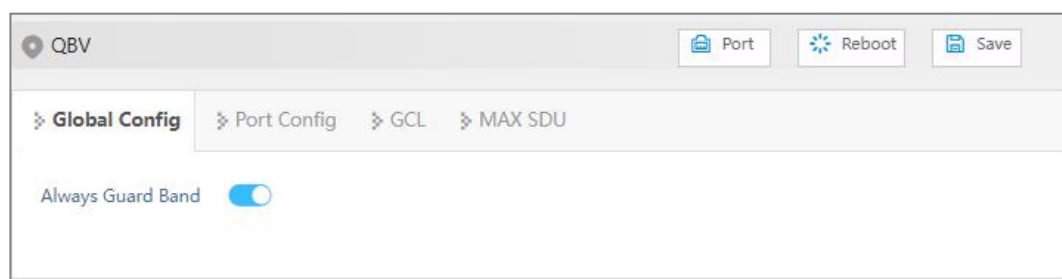 QBV Port Reboot Save
Global Config Port Config GCL MAX SDU
Always Guard Band